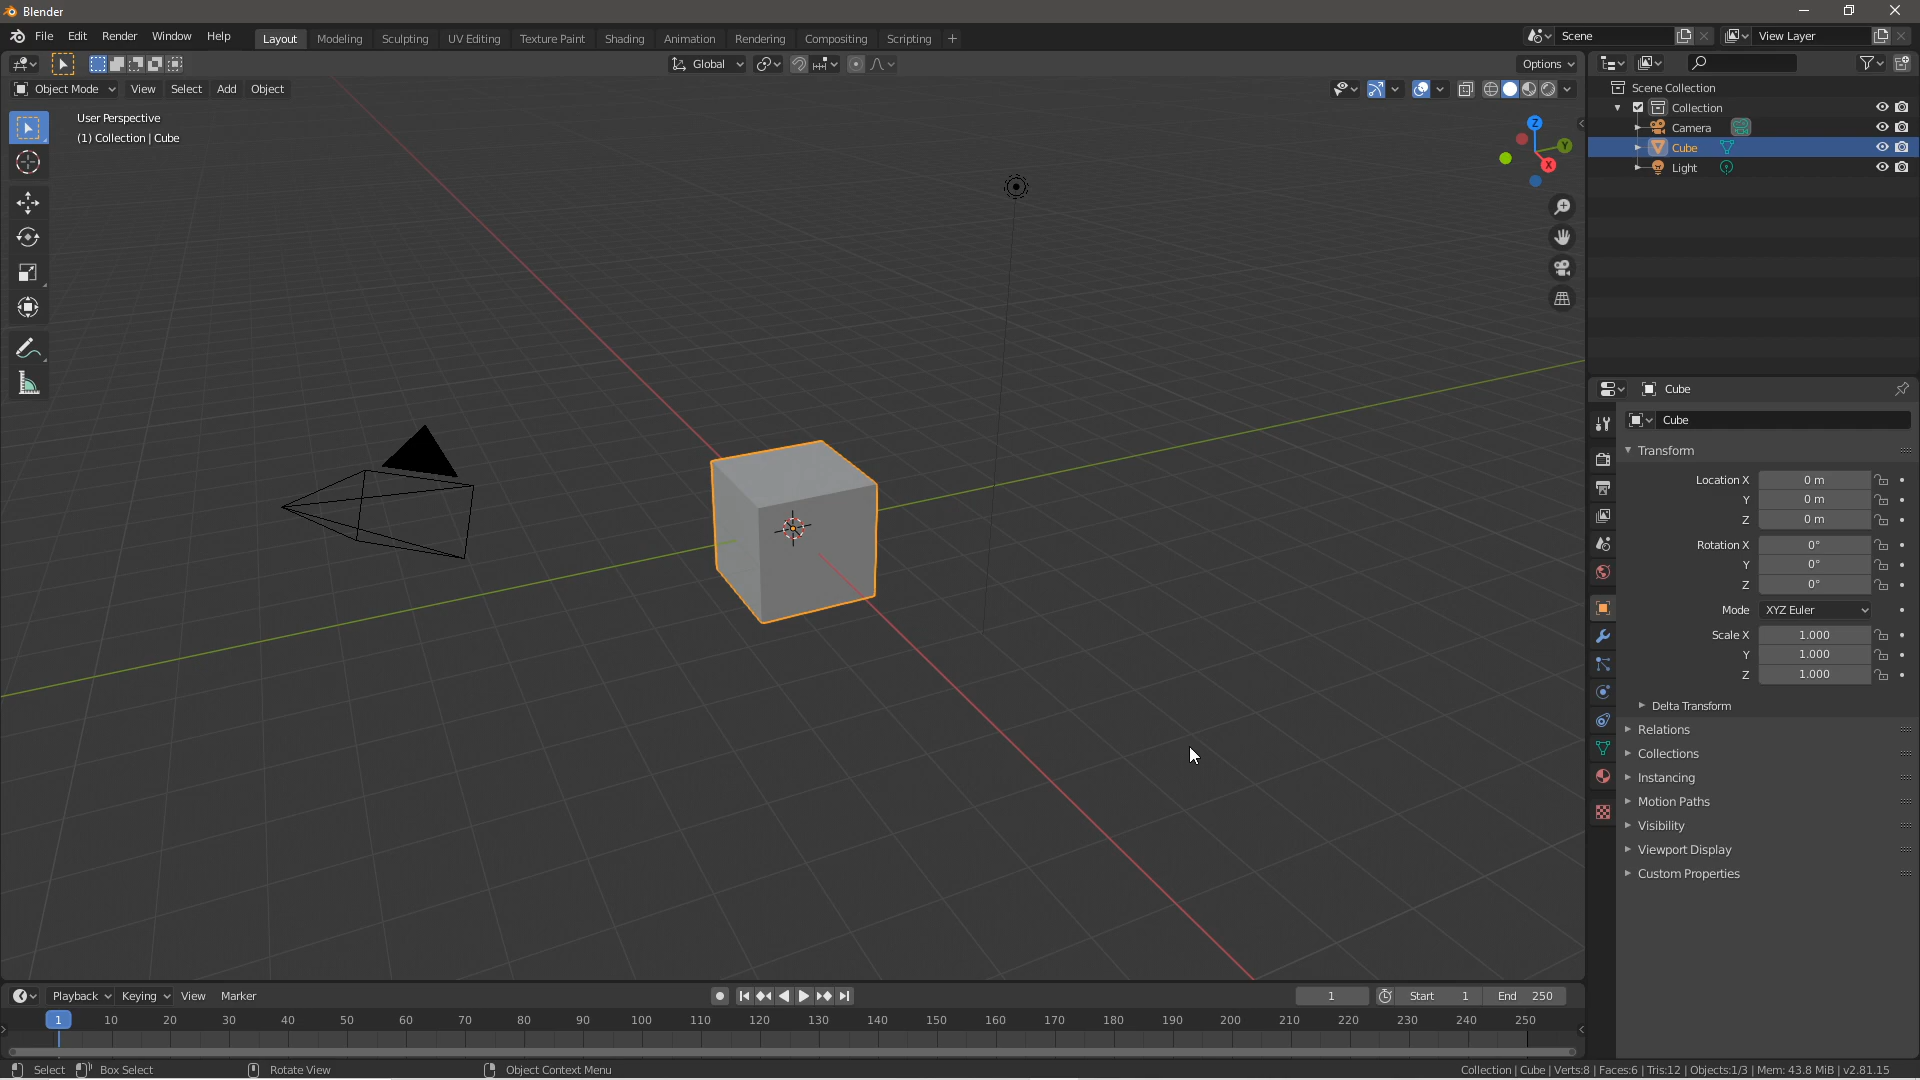 Blender
File Edit Render Window Help Layout Modeling Sculpting UV Editing Texture Paint Shading Animation Rendering Compositing Scripting + Scene View Layer
Global Options
Object Mode View Select Add Object
User Perspective
(1) Collection | Cube
Z
Y
X
Scene Collection
Collection
Camera
Cube
Light
Cube
Cube
Transform
Location X 0 m
Y 0 m
Z 0 m
Rotation X 0°
Y 0°
Z 0°
Mode XYZ Euler
Scale X 1.000
Y 1.000
Z 1.000
Delta Transform
Relations
Collections
Instancing
Motion Paths
Visibility
Viewport Display
Custom Properties
Playback Keying View Marker 1 Start 1 End 250
1 10 20 30 40 50 60 70 80 90 100 110 120 130 140 150 160 170 180 190 200 210 220 230 240 250
Select Box Select Rotate View Object Context Menu Collection | Cube | Verts:8 | Faces:6 | Tris:12 | Objects:1/3 | Mem: 43.8 MiB | v2.81.15